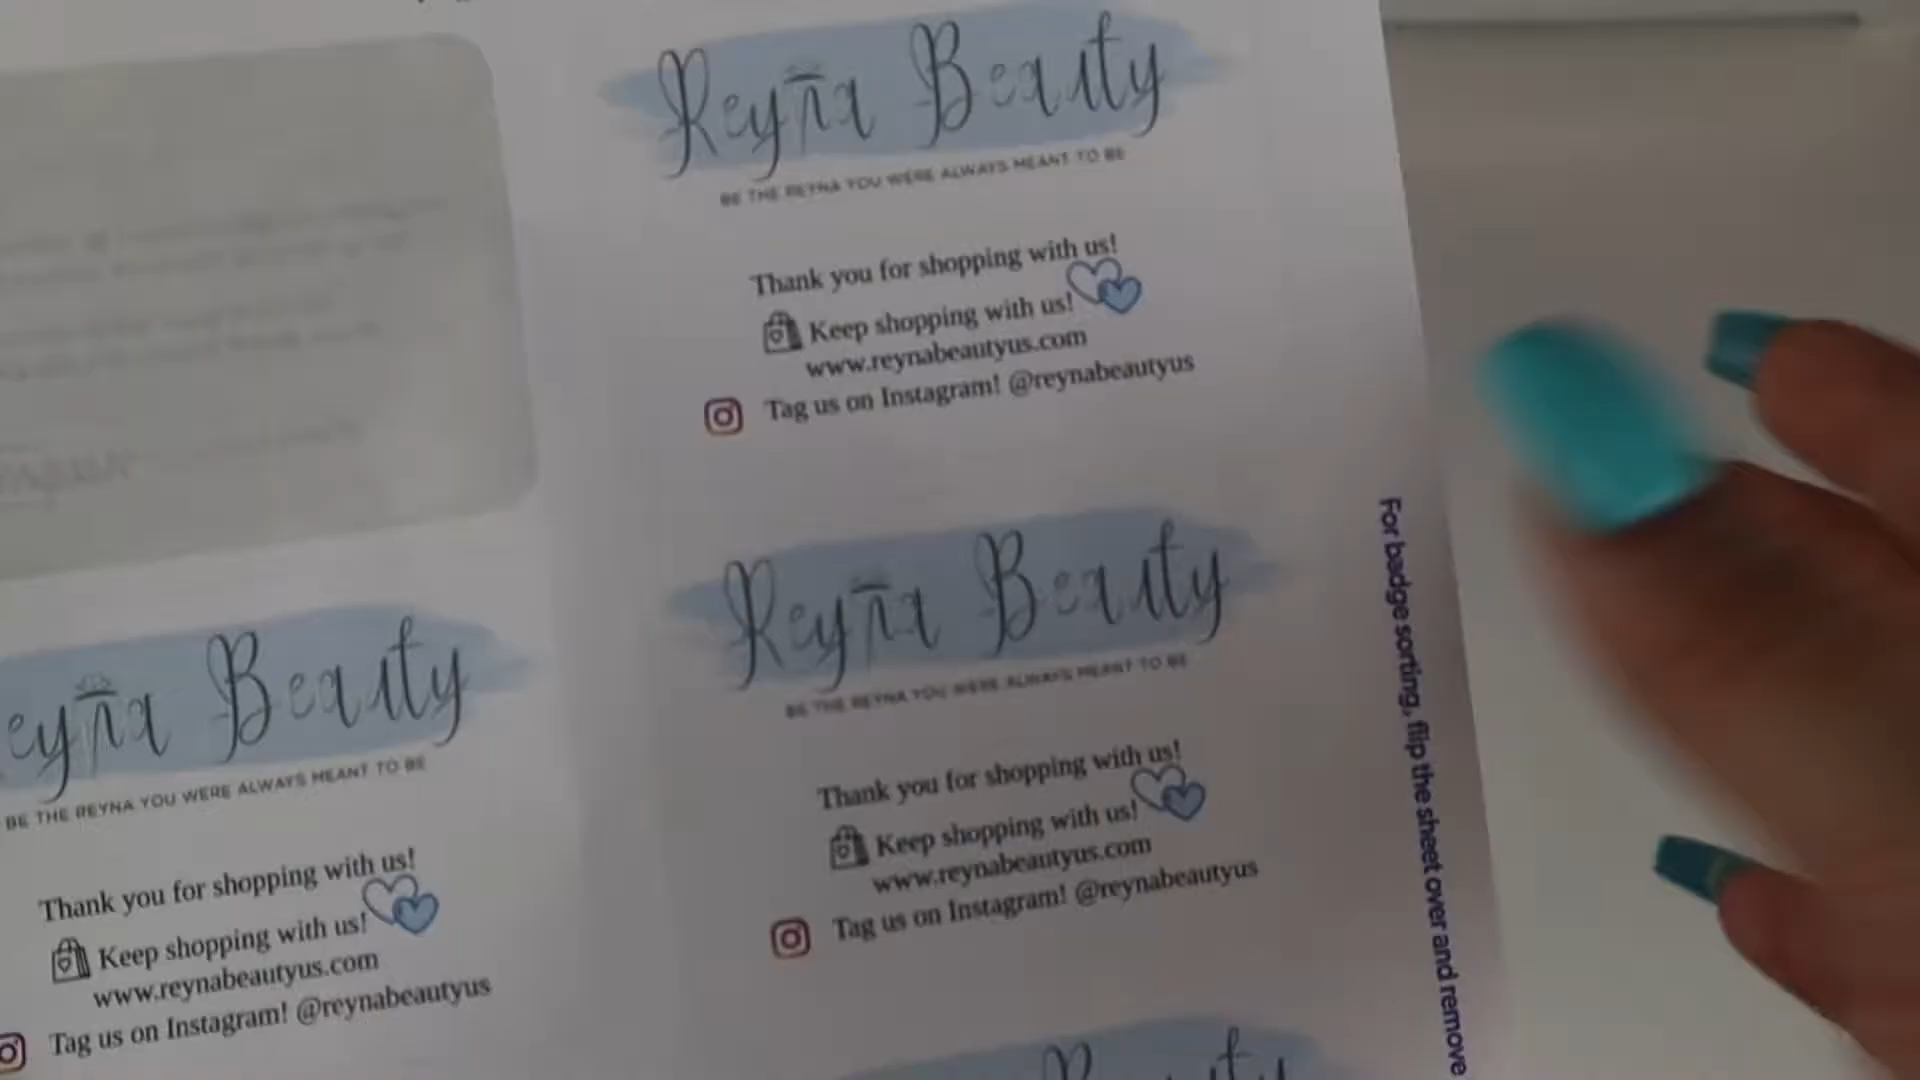 Reyna Beauty
BE THE REYNA YOU WERE ALWAYS MEANT TO BE
Thank you for shopping with us!
Keep shopping with us!
www.reynabeautyus.com
Tag us on Instagram! @reynabeautyus
Reyna Beauty
BE THE REYNA YOU WERE ALWAYS MEANT TO BE
Thank you for shopping with us!
Keep shopping with us!
www.reynabeautyus.com
Tag us on Instagram! @reynabeautyus
eyna Beauty
BE THE REYNA YOU WERE ALWAYS MEANT TO BE
Thank you for shopping with us!
Keep shopping with us!
www.reynabeautyus.com
Tag us on Instagram! @reynabeautyus
For badge sorting, flip the sheet over and remove